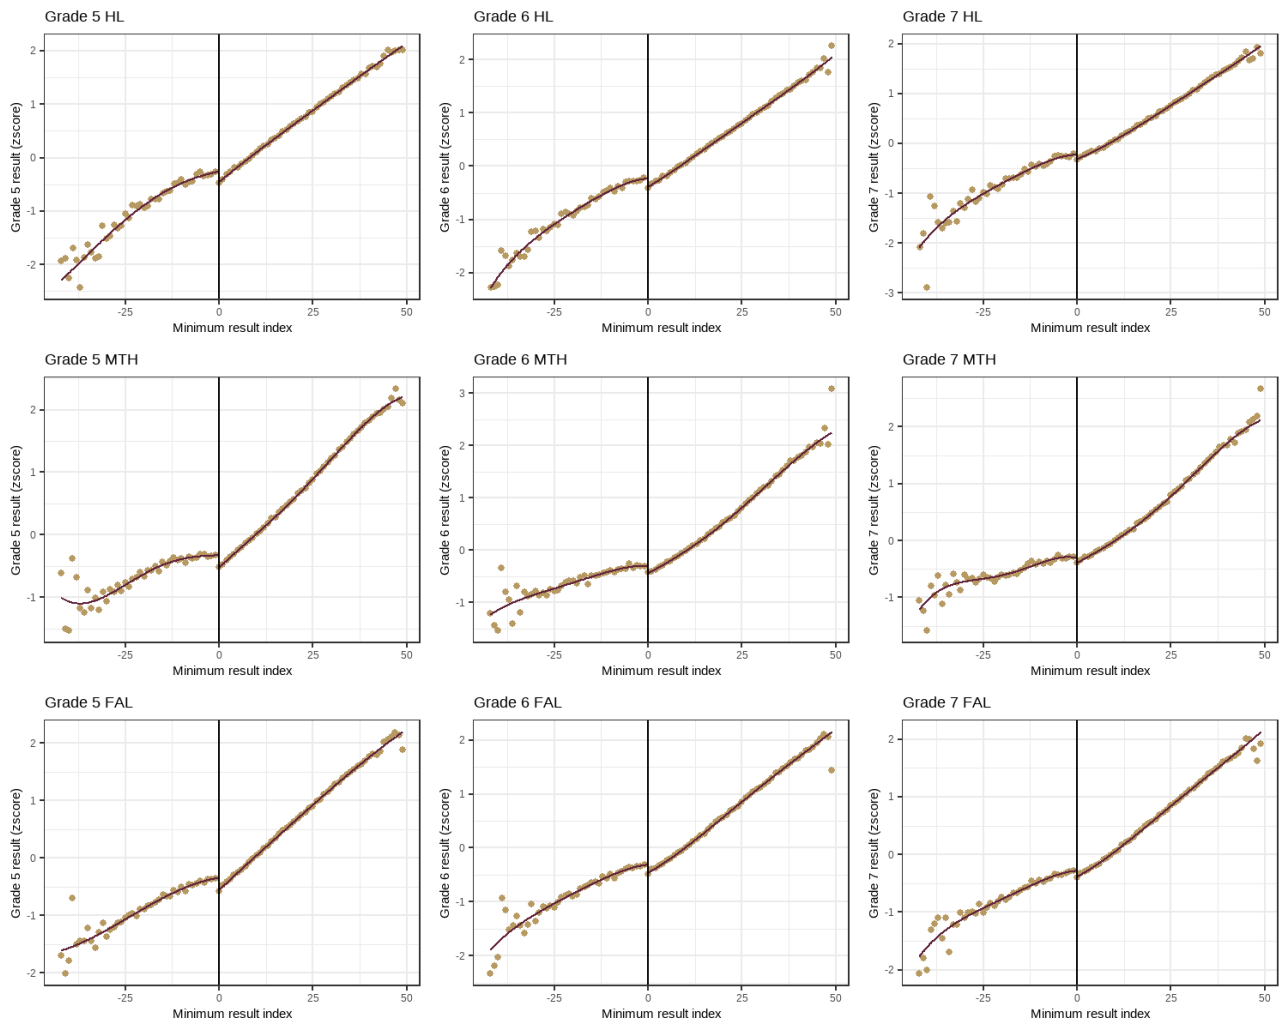 Grade 5 HL
Grade 5 result (zscore)
2
1
0
-1
-2
-25
0
25
50
Minimum result index
Grade 6 HL
Grade 6 result (zscore)
2
1
0
-1
-2
-25
0
25
50
Minimum result index
Grade 7 HL
Grade 7 result (zscore)
2
1
0
-1
-2
-3
-25
0
25
50
Minimum result index
Grade 5 MTH
Grade 5 result (zscore)
2
1
0
-1
-25
0
25
50
Minimum result index
Grade 6 MTH
Grade 6 result (zscore)
3
2
1
0
-1
-25
0
25
50
Minimum result index
Grade 7 MTH
Grade 7 result (zscore)
2
1
0
-1
-25
0
25
50
Minimum result index
Grade 5 FAL
Grade 5 result (zscore)
2
1
0
-1
-2
-25
0
25
50
Minimum result index
Grade 6 FAL
Grade 6 result (zscore)
2
1
0
-1
-2
-25
0
25
50
Minimum result index
Grade 7 FAL
Grade 7 result (zscore)
2
1
0
-1
-2
-25
0
25
50
Minimum result index